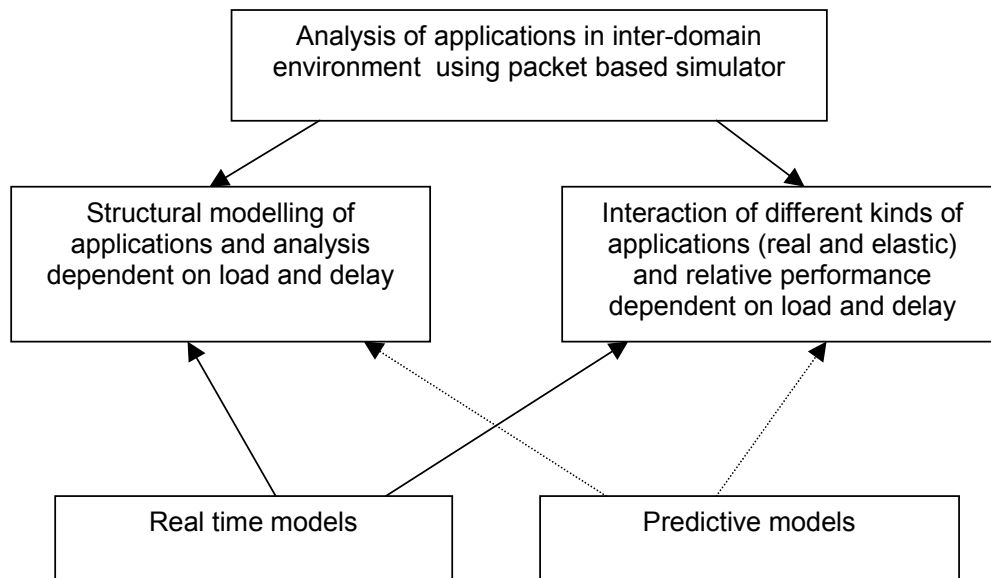 Analysis of applications in inter-domain
environment using packet based simulator
Structural modelling of
applications and analysis
dependent on load and delay
Interaction of different kinds of
applications (real and elastic)
and relative performance
dependent on load and delay
Real time models
Predictive models